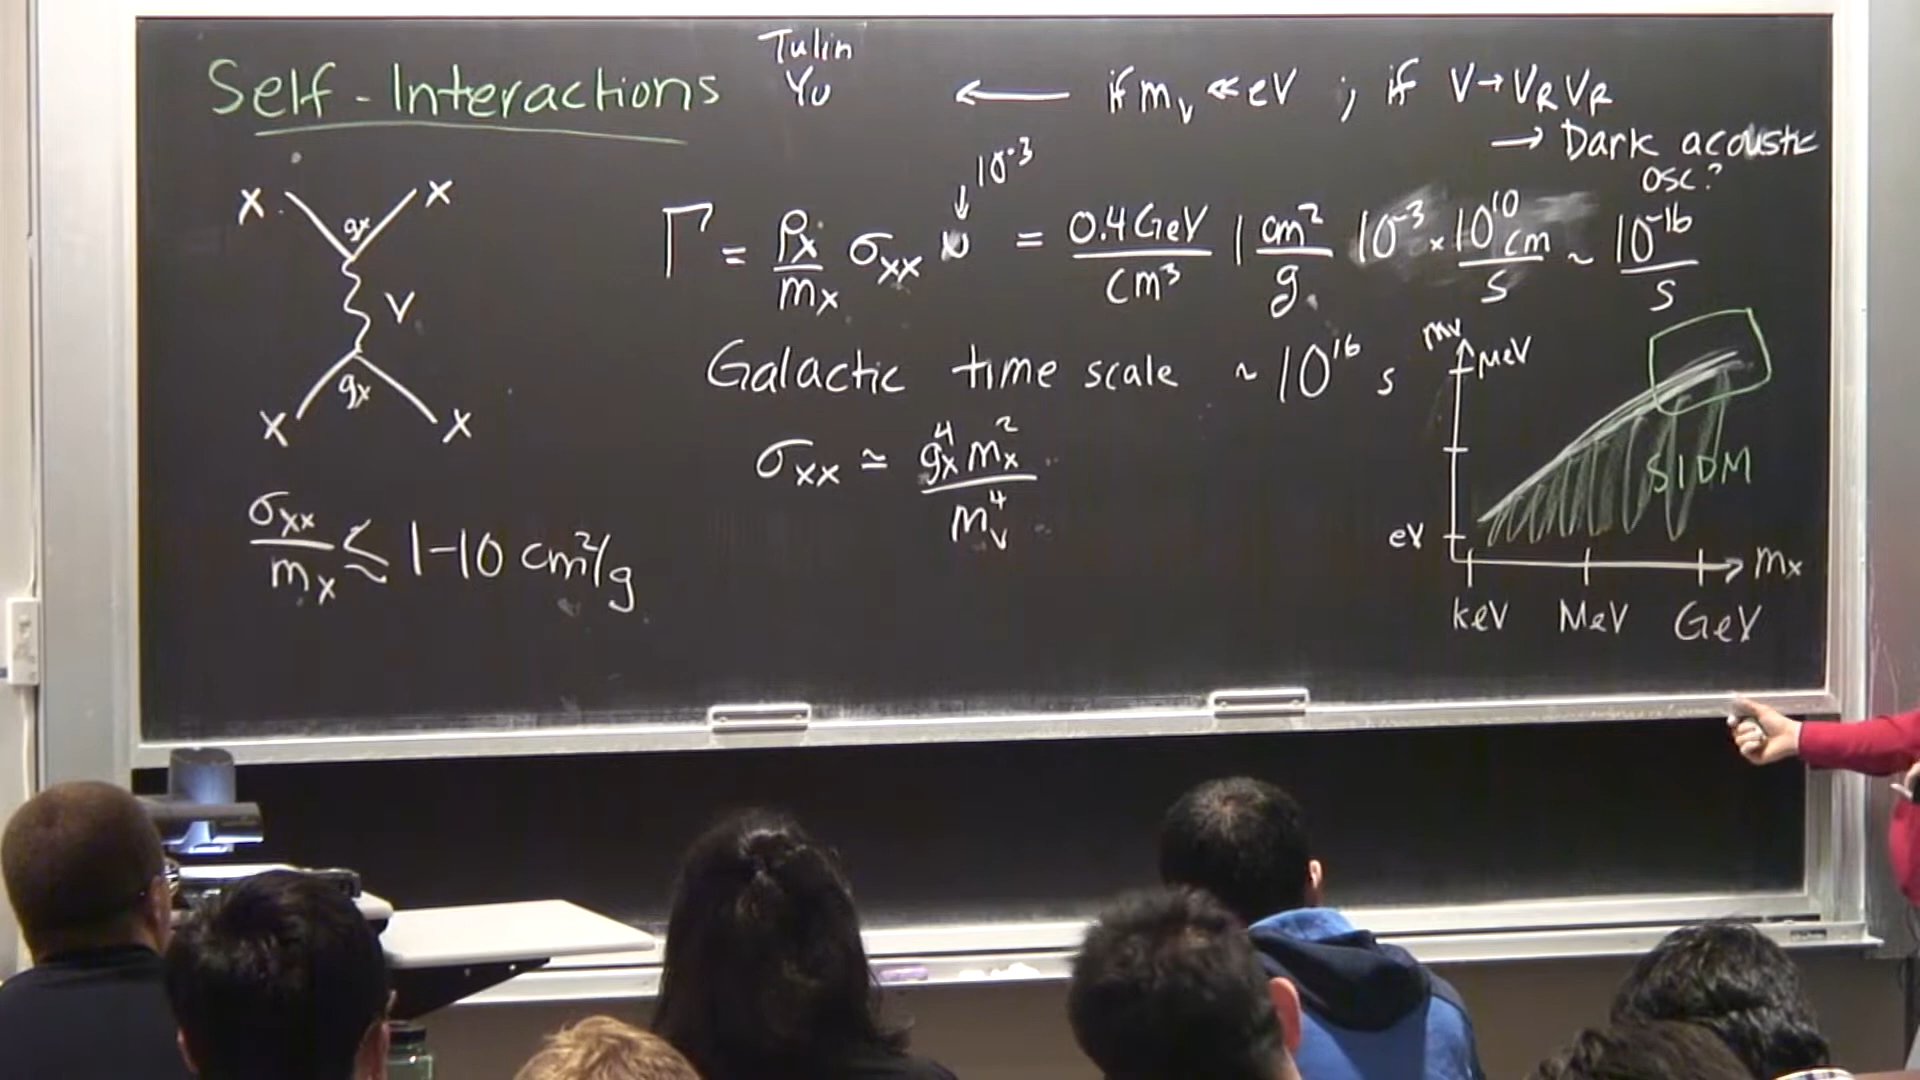 Self-Interactions
Tulin
Yu
← if m_V ≪ eV ; if V→ν_R ν_R
→ Dark acoustic
osc?
10^-3
X X
g_X
V
g_X
X X
Γ = ρ_X/m_X σ_XX v = 0.4 GeV/cm^3 1 cm^2/g 10^-3 × 10^10 cm/s ~ 10^-16/s
Galactic time scale ~ 10^16 s
σ_XX ≃ g_X^4 m_X^2/m_V^4
σ_XX/m_X ≲ 1-10 cm^2/g
m_V
MeV
SIDM
eV
m_X
keV MeV GeV